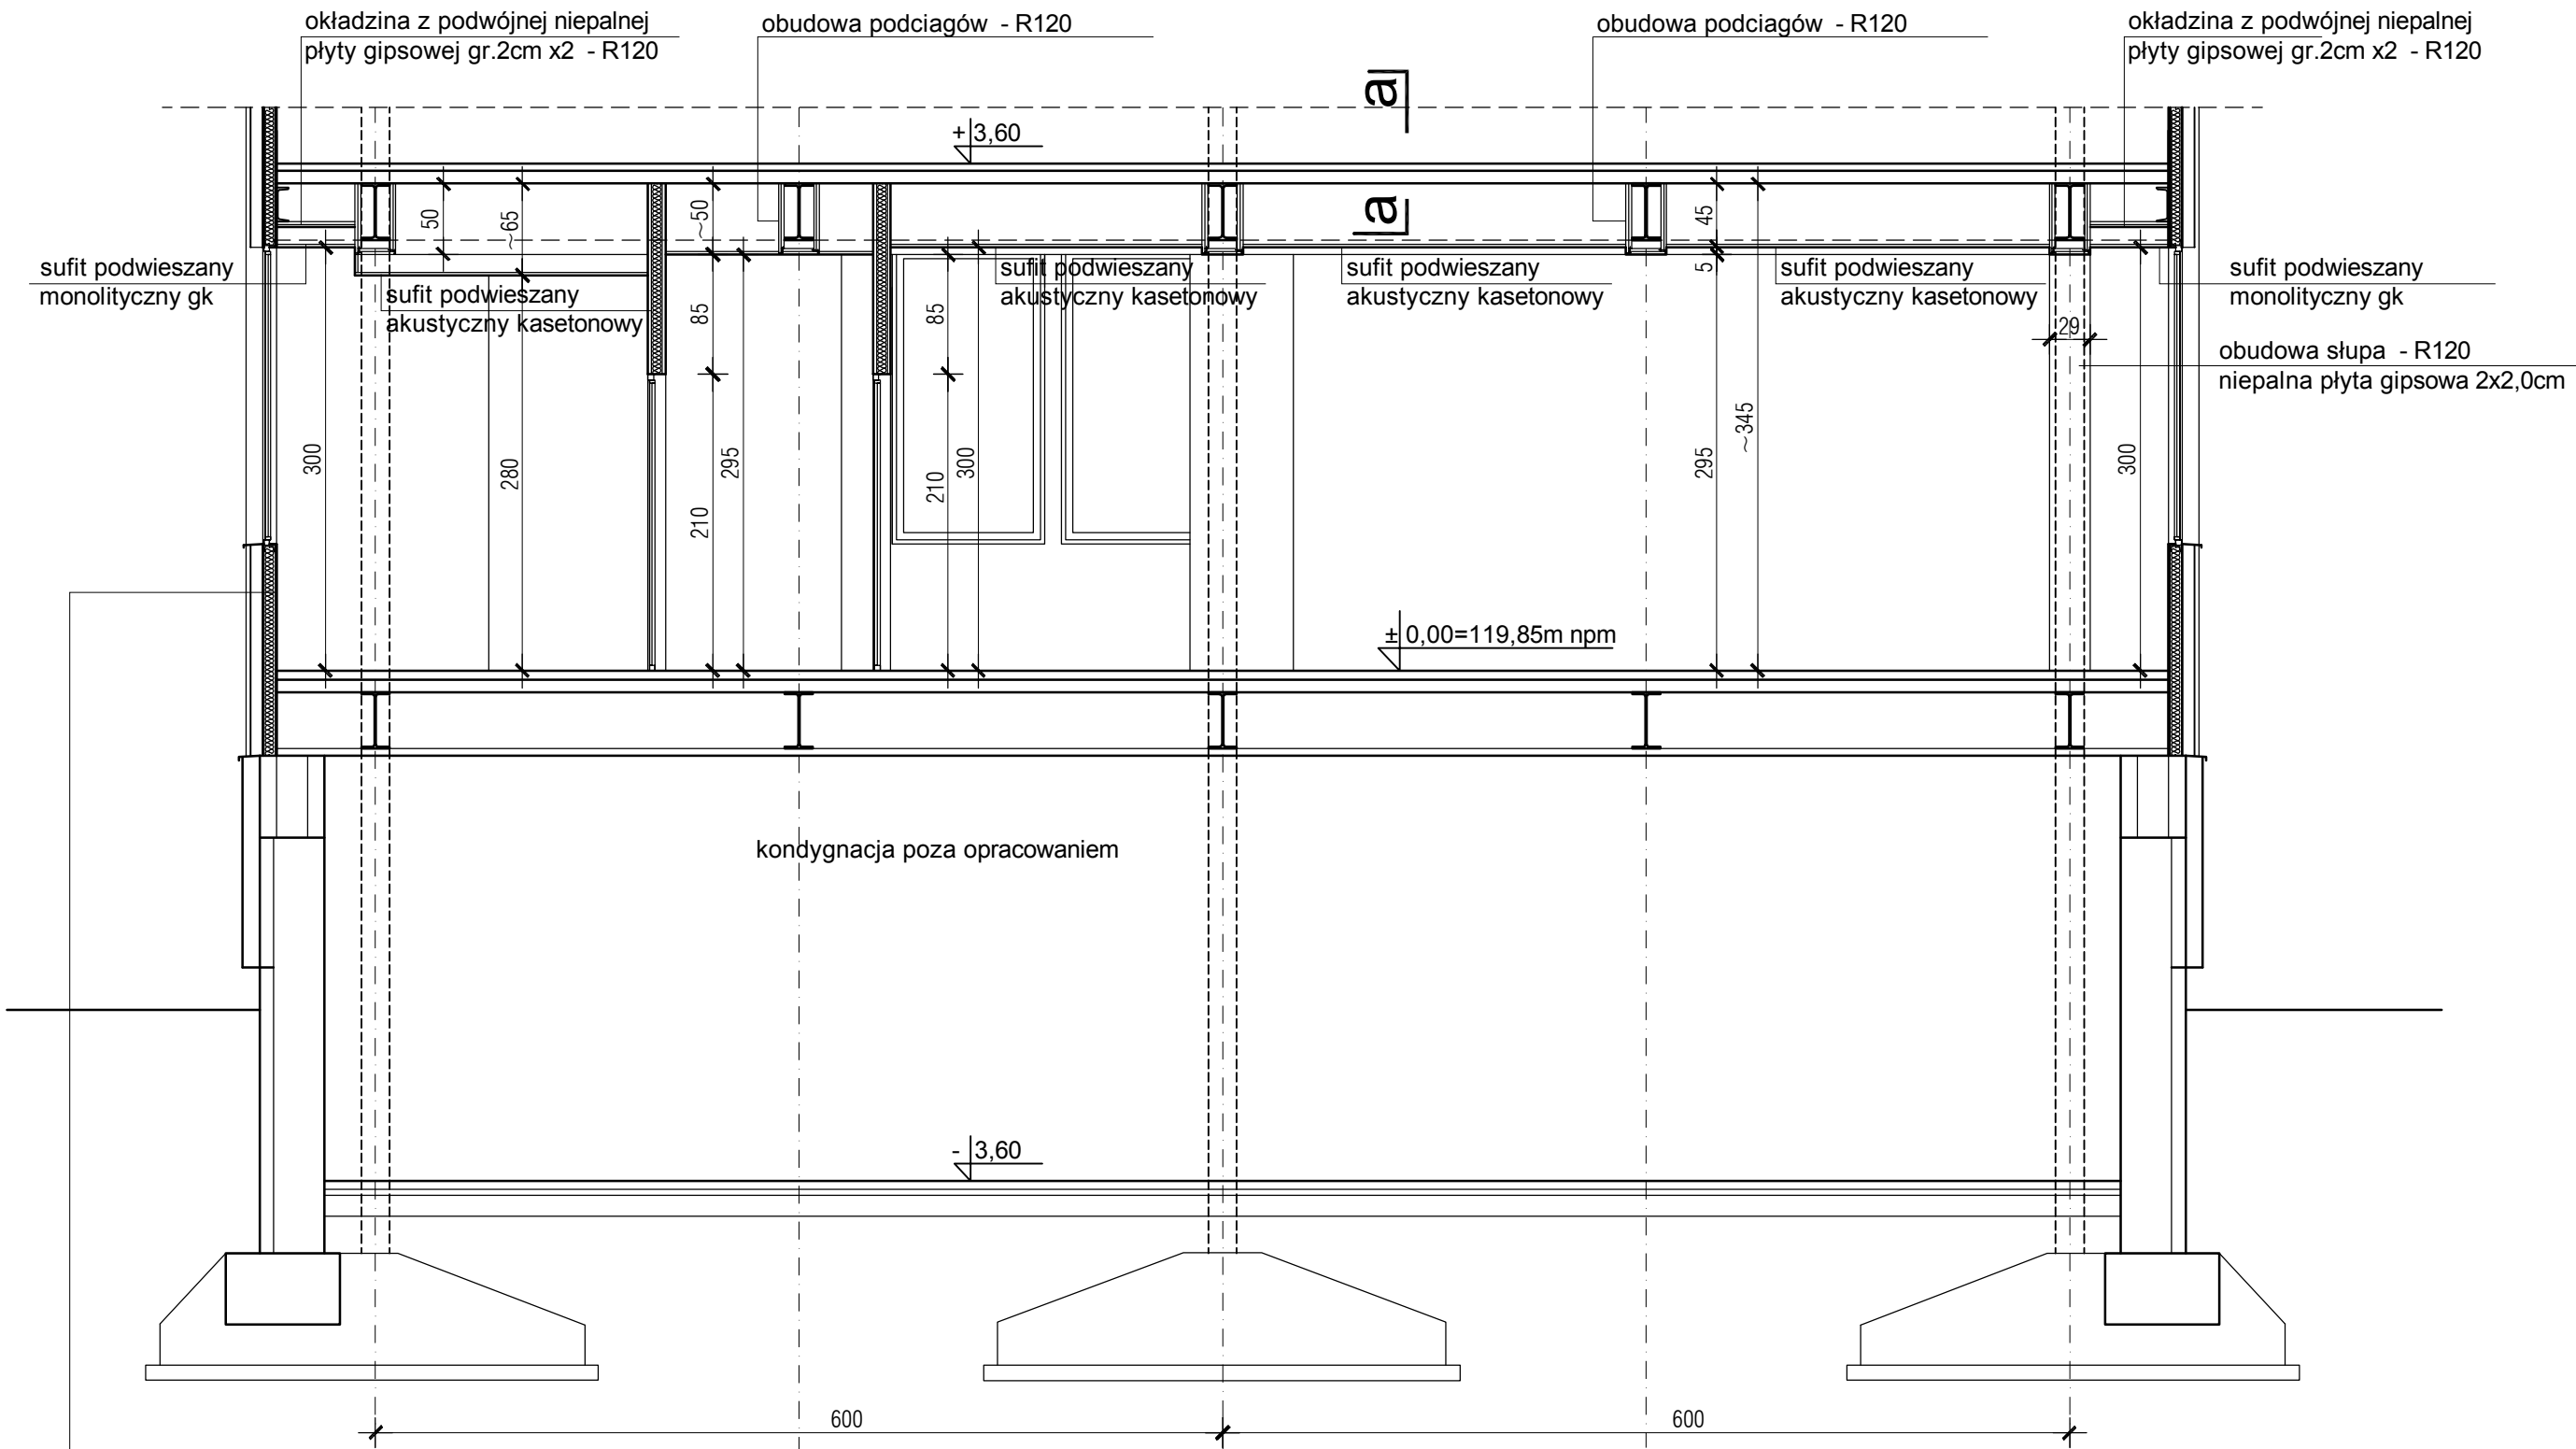 okładzina z podwójnej niepalnej
płyty gipsowej gr.2cm x2 - R120
obudowa podciagów - R120
obudowa podciagów - R120
okładzina z podwójnej niepalnej
płyty gipsowej gr.2cm x2 - R120
a
+ 3,60
a
50
~65
~50
45
sufit podwieszany
monolityczny gk
sufit podwieszany
akustyczny kasetonowy
85
85
sufit podwieszany
akustyczny kasetonowy
sufit podwieszany
akustyczny kasetonowy
5
sufit podwieszany
akustyczny kasetonowy
sufit podwieszany
monolityczny gk
29
obudowa słupa - R120
niepalna płyta gipsowa 2x2,0cm
300
280
210
295
210
300
295
~345
300
± 0,00=119,85m npm
kondygnacja poza opracowaniem
- 3,60
600
600